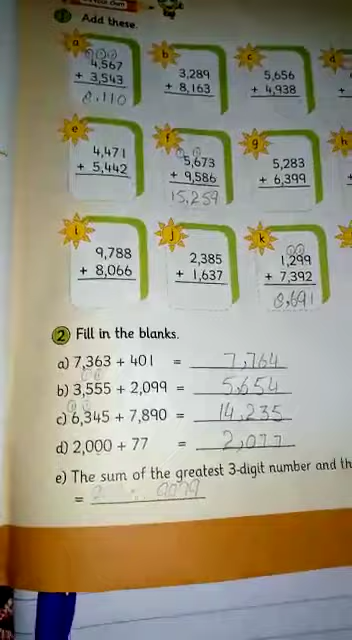 1 Add these.
a b c d
4,567 3,289 5,656
+ 3,543 + 8,163 + 4,938 +
8,110
e f g h
4,471 5,673 5,283
+ 5,442 + 9,586 + 6,399
15,259
i j k
9,788 2,385 1,299
+ 8,066 + 1,637 + 7,392
8,691
2 Fill in the blanks.
a) 7,363 + 401 = 7,764
b) 3,555 + 2,099 = 5,654
c) 6,345 + 7,890 = 14,235
d) 2,000 + 77 = 2,077
e) The sum of the greatest 3-digit number and th
=